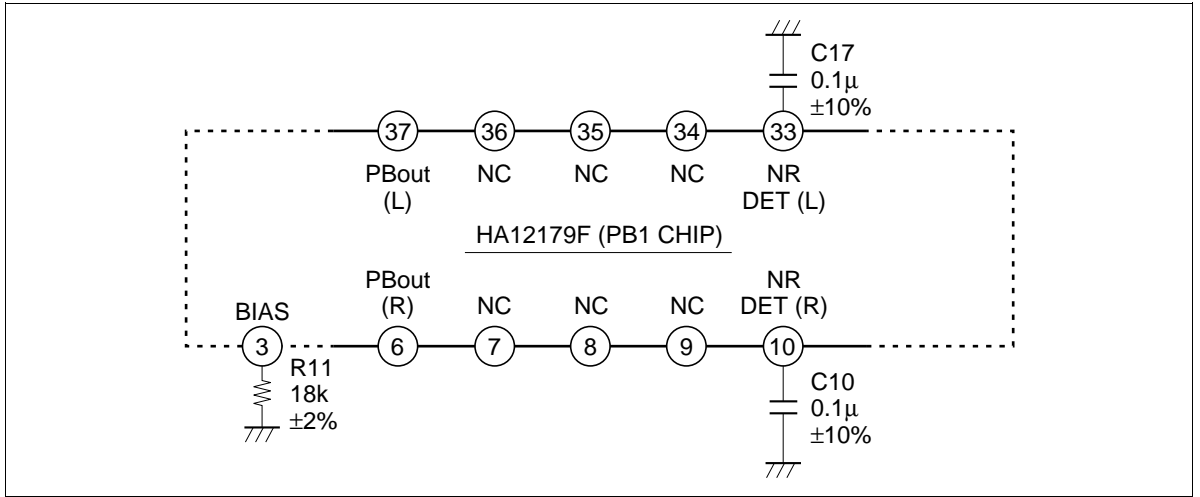 C17
0.1μ
±10%
37 36 35 34 33
PBout NC NC NC NR
(L) DET (L)
HA12179F (PB1 CHIP)
PBout NR
(R) NC NC NC DET (R)
BIAS
3 6 7 8 9 10
R11
18k
±2%
C10
0.1μ
±10%